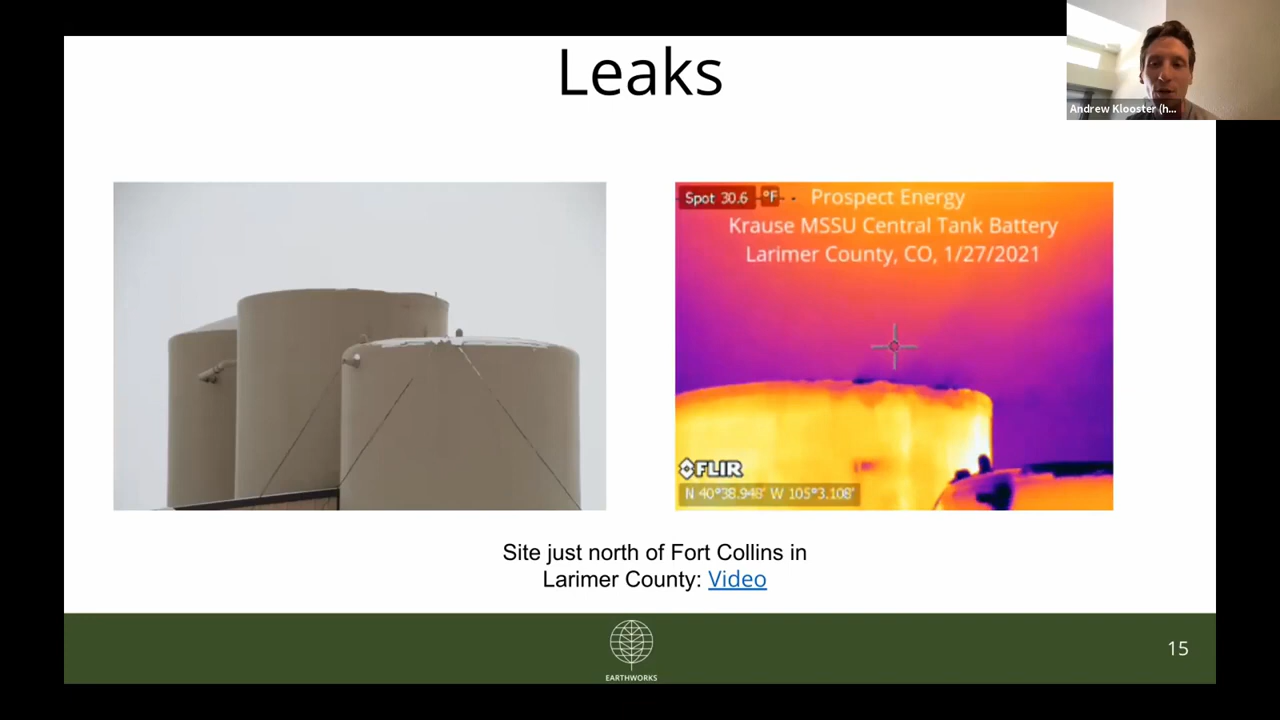 Leaks
Andrew Klooster (h...
Spot 30.6 °F
Prospect Energy
Krause MSSU Central Tank Battery
Larimer County, CO, 1/27/2021
FLIR
N 40°38.948' W 105°3.108'
Site just north of Fort Collins in
Larimer County: Video
EARTHWORKS
15